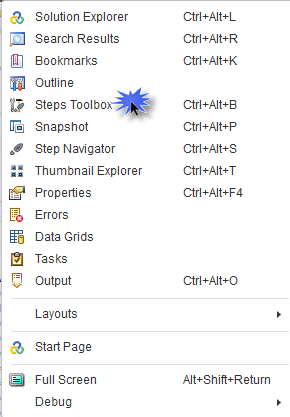 Solution Explorer Ctrl+Alt+L
Search Results Ctrl+Alt+R
Bookmarks Ctrl+Alt+K
Outline
Steps Toolbox Ctrl+Alt+B
Snapshot Ctrl+Alt+P
Step Navigator Ctrl+Alt+S
Thumbnail Explorer Ctrl+Alt+T
Properties Ctrl+Alt+F4
Errors
Data Grids
Tasks
Output Ctrl+Alt+O
Layouts
Start Page
Full Screen Alt+Shift+Return
Debug